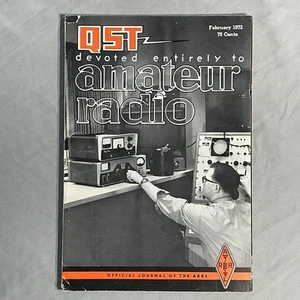 QST
February 1972
75 Cents
devoted entirely to
amateur
radio
A
R R
L
OFFICIAL JOURNAL OF THE ARRL